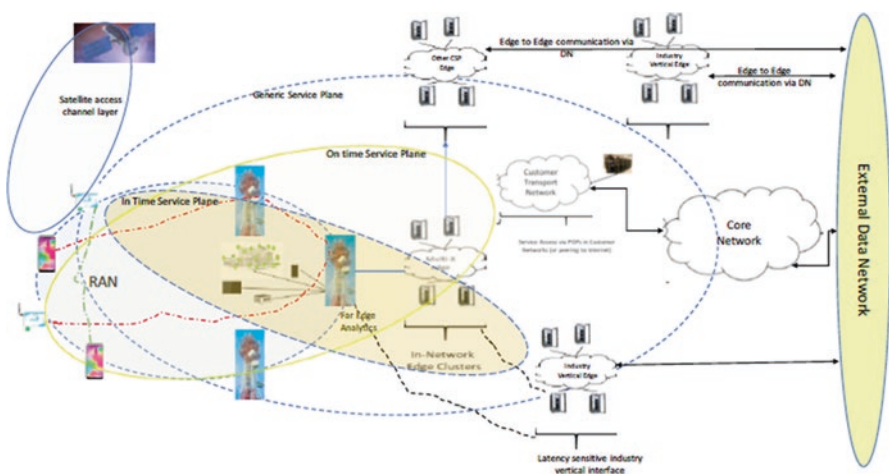 Edge to Edge communication via
DN
Other CSP
Edge
Industry
Vertical Edge
Edge to Edge
communication via DN
Satellite access
channel layer
Generic Service Plane
On time Service Plane
In Time Service Plape
Customer
Transport
Network
Service Access via POPs in Customer
Networks (or peering to Internet)
Core
Network
External Data Network
RAN
Multi-X
Far Edge
Analytics
In-Network
Edge Clusters
Industry
Vertical Edge
Latency sensitive industry
vertical interface